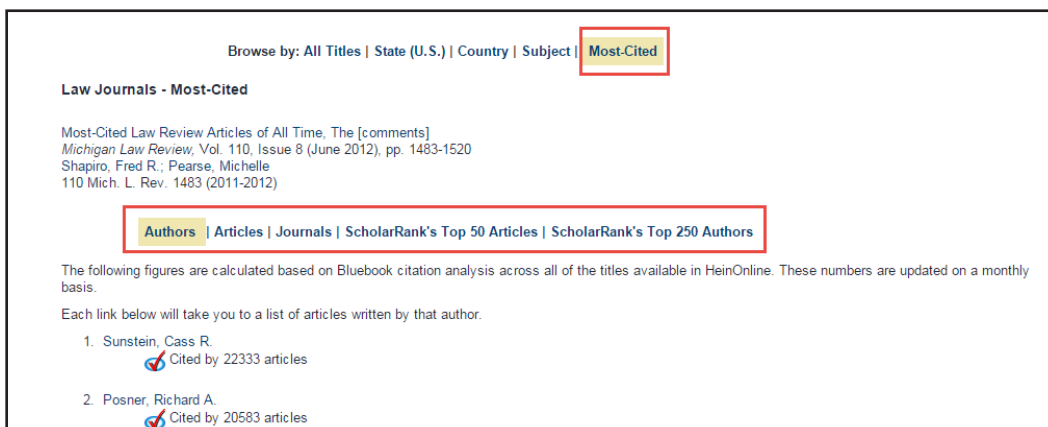 Browse by: All Titles | State (U.S.) | Country | Subject | Most-Cited
Law Journals - Most-Cited
Most-Cited Law Review Articles of All Time, The [comments]
Michigan Law Review, Vol. 110, Issue 8 (June 2012), pp. 1483-1520
Shapiro, Fred R.; Pearse, Michelle
110 Mich. L. Rev. 1483 (2011-2012)
Authors | Articles | Journals | ScholarRank's Top 50 Articles | ScholarRank's Top 250 Authors
The following figures are calculated based on Bluebook citation analysis across all of the titles available in HeinOnline. These numbers are updated on a monthly
basis.
Each link below will take you to a list of articles written by that author.
1. Sunstein, Cass R.
Cited by 22333 articles
2. Posner, Richard A.
Cited by 20583 articles